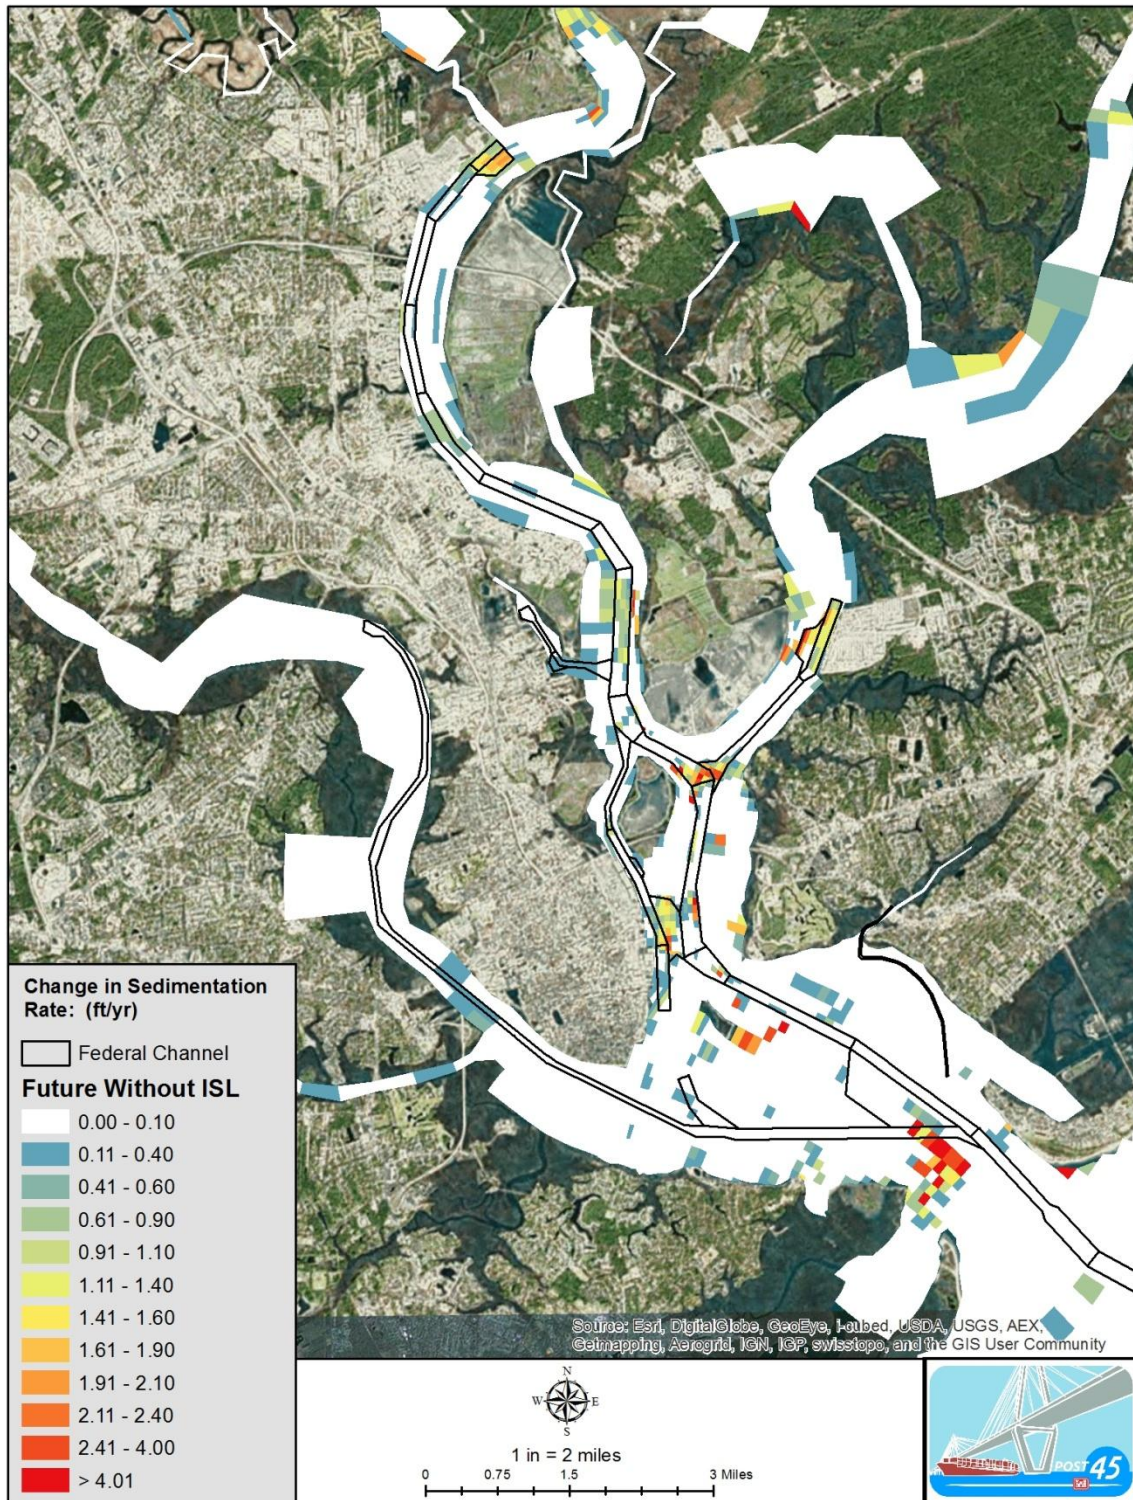 Change in Sedimentation
Rate: (ft/yr)
Federal Channel
Future Without ISL
0.00 - 0.10
0.11 - 0.40
0.41 - 0.60
0.61 - 0.90
0.91 - 1.10
1.11 - 1.40
1.41 - 1.60
1.61 - 1.90
1.91 - 2.10
2.11 - 2.40
2.41 - 4.00
> 4.01
Source: Esri, DigitalGlobe, GeoEye, i-cubed, USDA, USGS, AEX,
Getmapping, Aerogrid, IGN, IGP, swisstopo, and the GIS User Community
N
W E
S
1 in = 2 miles
0 0.75 1.5 3 Miles
POST 45